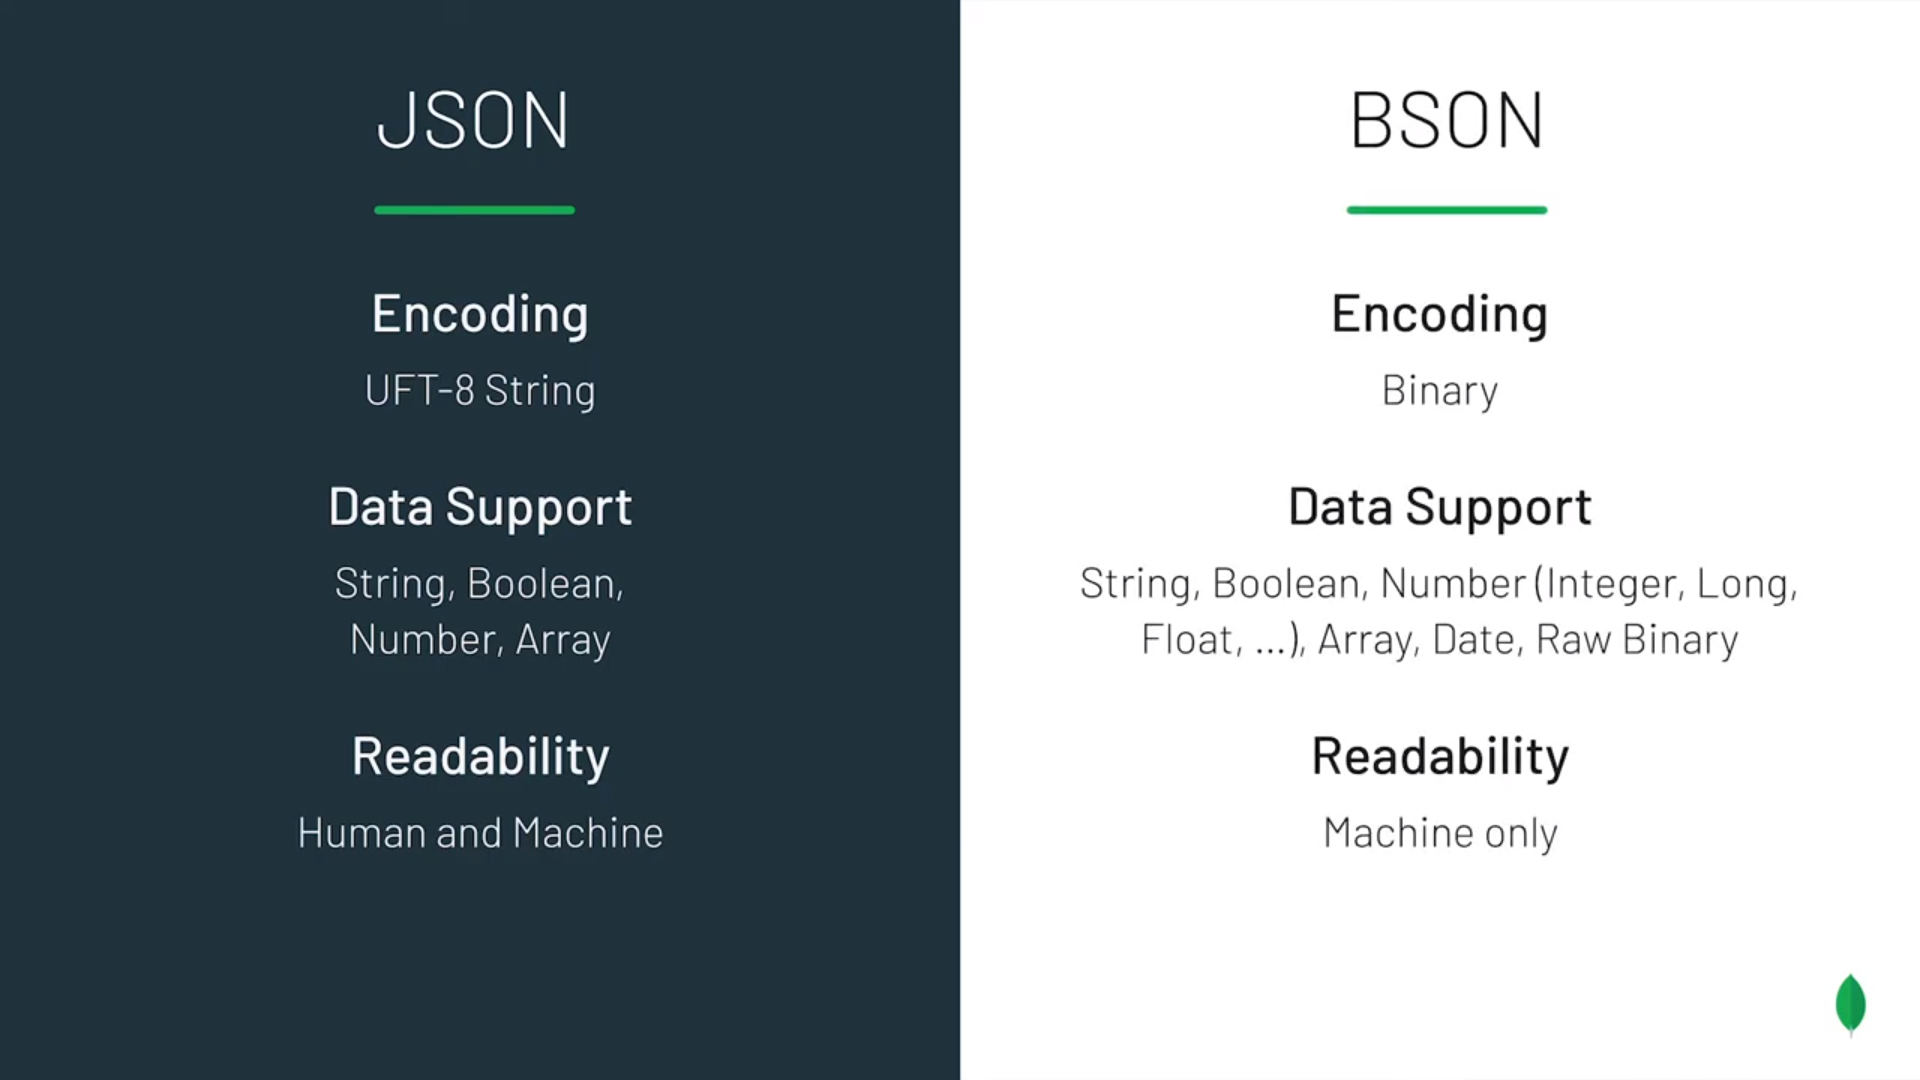 JSON
Encoding
UFT-8 String
Data Support
String, Boolean,
Number, Array
Readability
Human and Machine
BSON
Encoding
Binary
Data Support
String, Boolean, Number (Integer, Long,
Float, ...), Array, Date, Raw Binary
Readability
Machine only